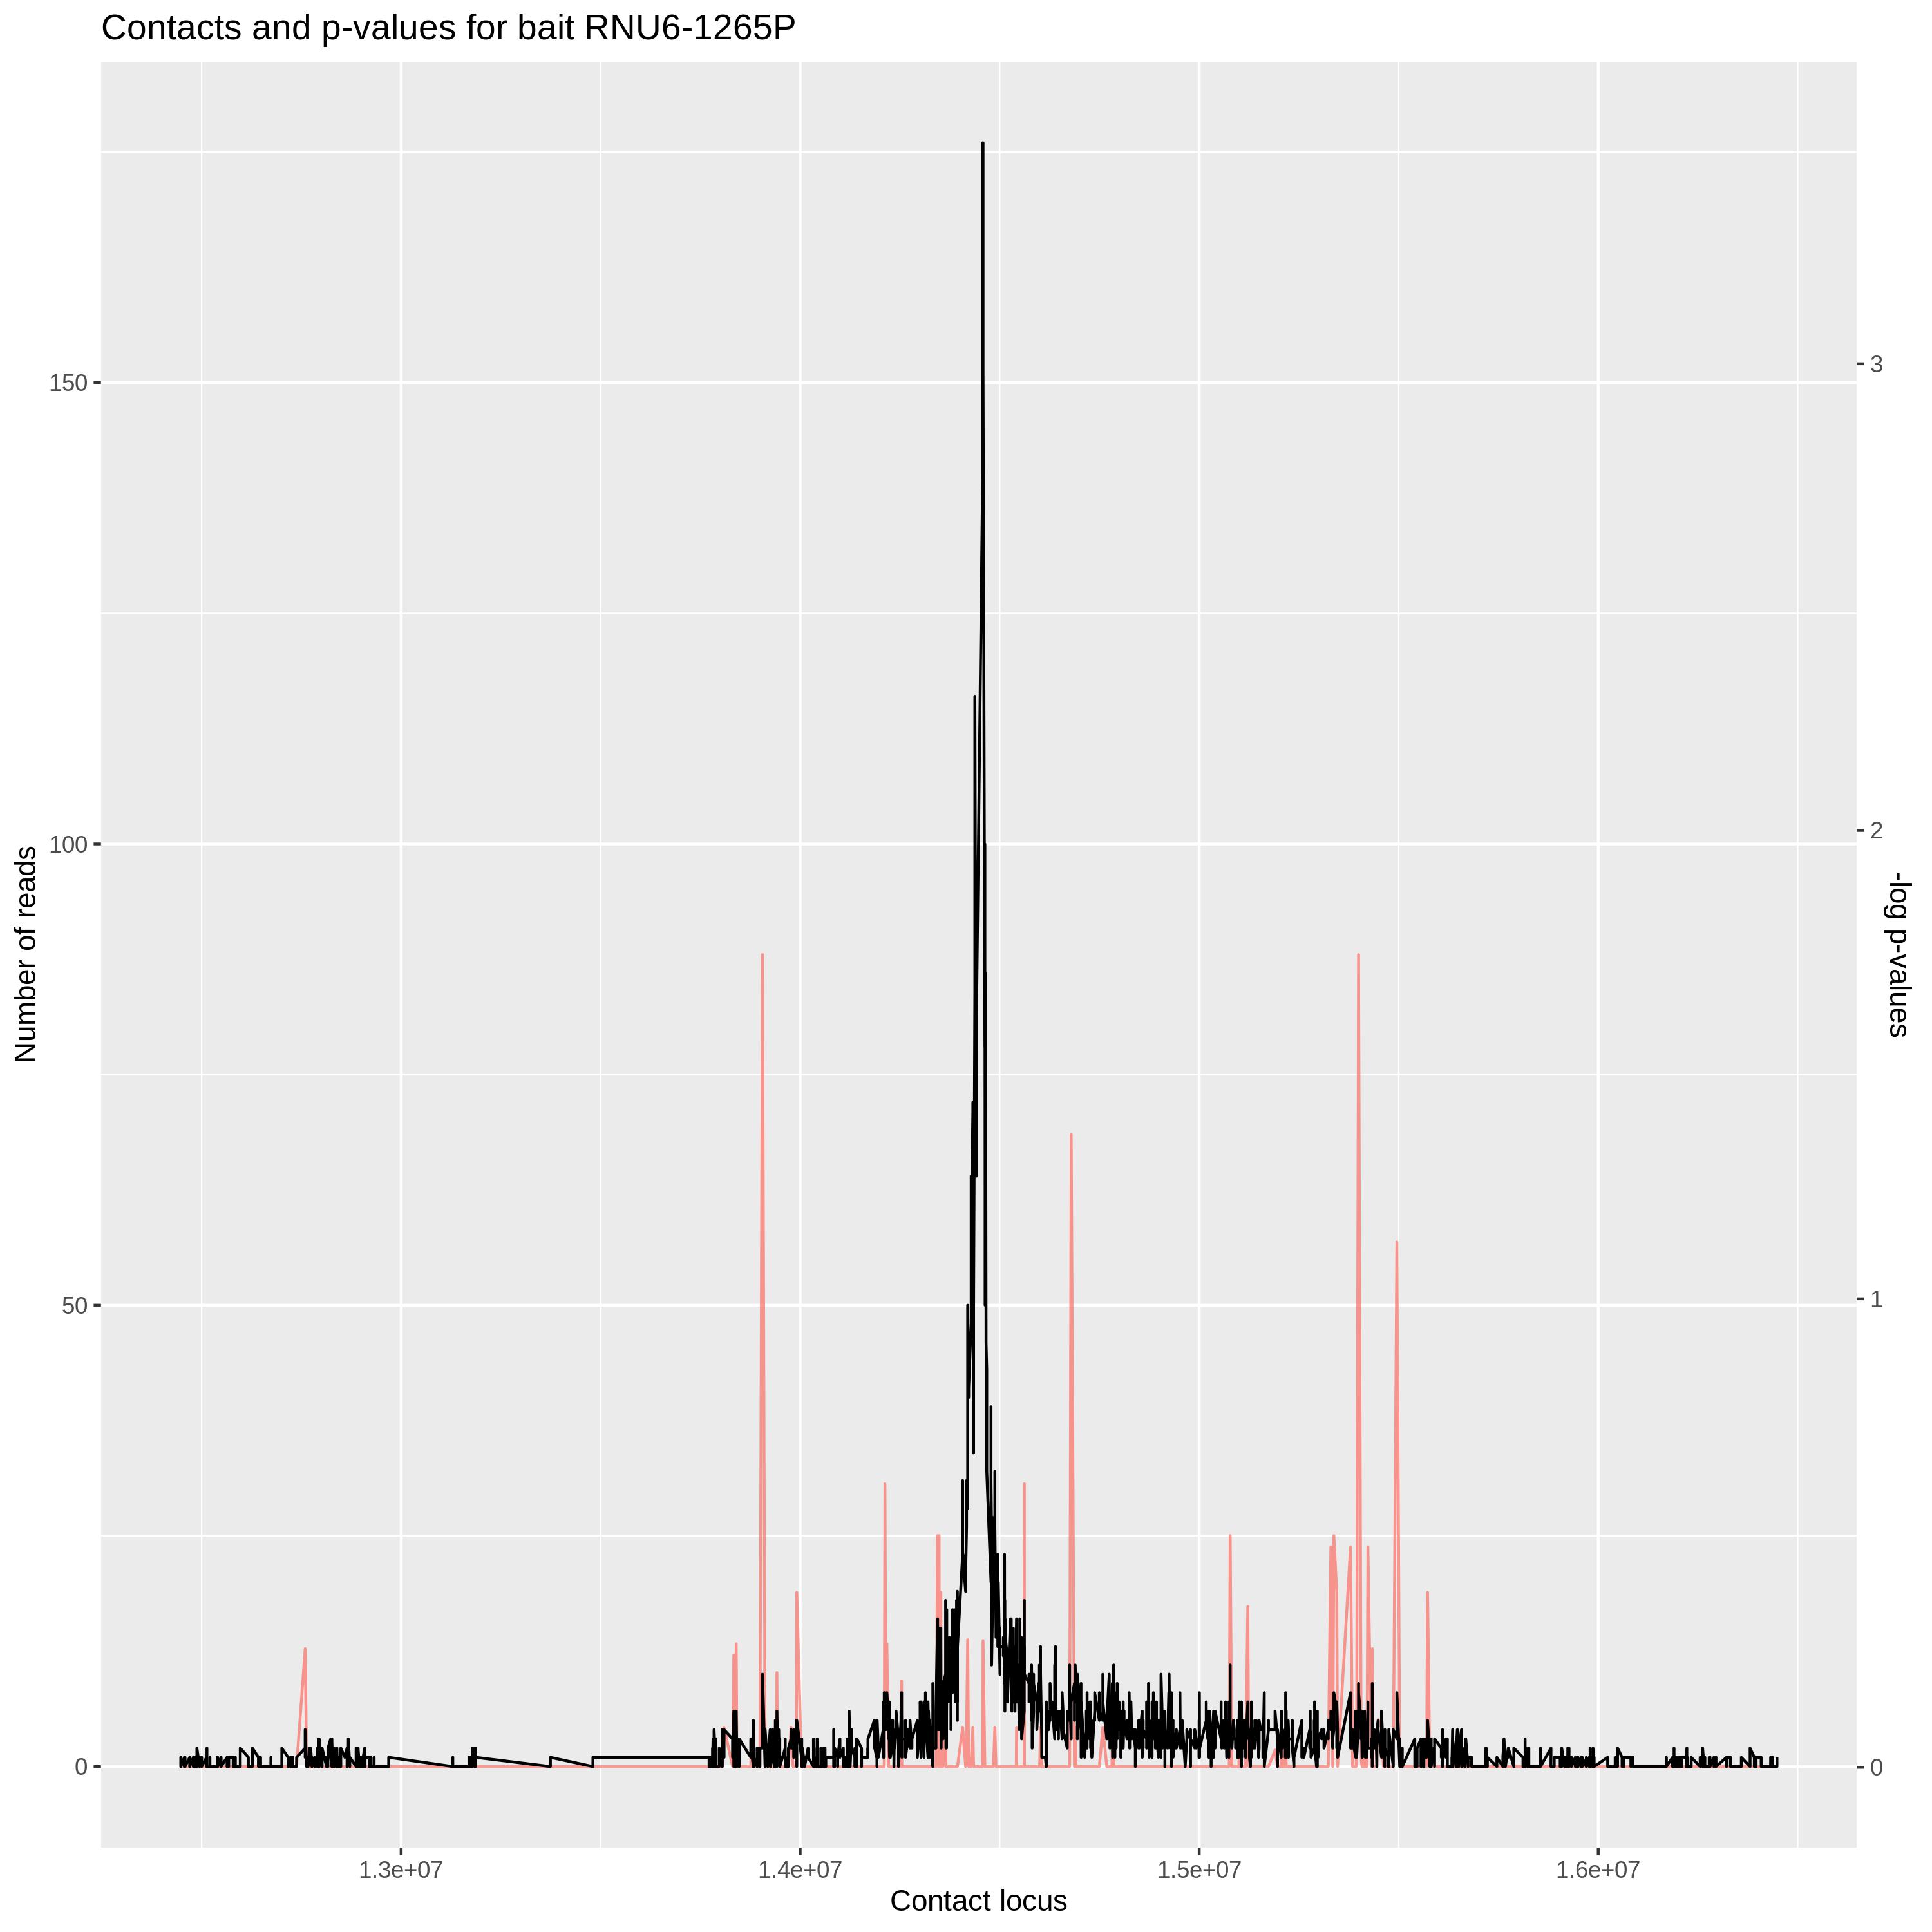 Contacts and p-values for bait RNU6-1265P
150
100
50
0
Number of reads
3
2
1
0
-log p-values
1.3e+07 1.4e+07 1.5e+07 1.6e+07
Contact locus